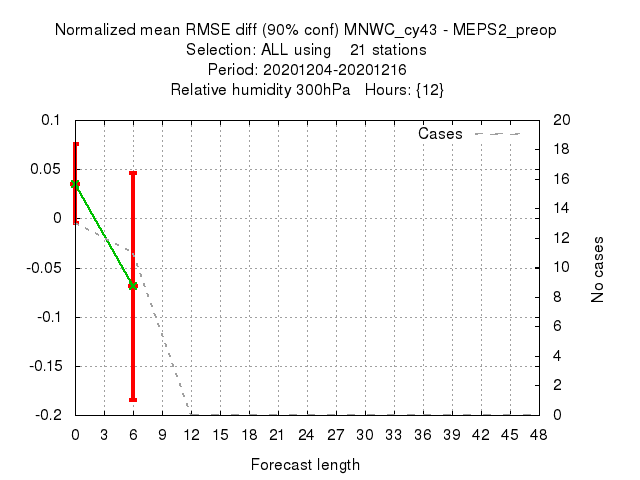 Normalized mean RMSE diff (90% conf) MNWC_cy43 - MEPS2_preop
Selection: ALL using    21 stations
Period: 20201204-20201216
Relative humidity 300hPa   Hours: {12}
Cases
0.1
0.05
0
-0.05
-0.1
-0.15
-0.2
20
18
16
14
12
10
8
6
4
2
0
No cases
0 3 6 9 12 15 18 21 24 27 30 33 36 39 42 45 48
Forecast length